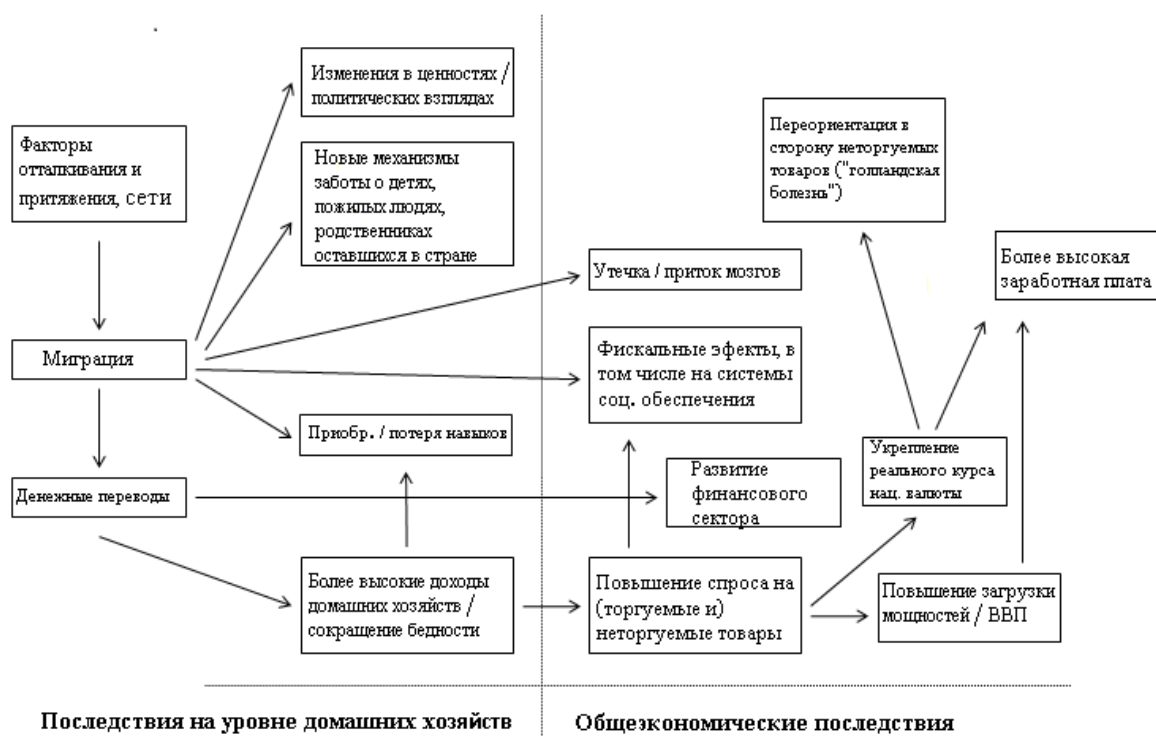 Изменения в ценностях /
политических взглядах
Факторы
отталкивания и
притяжения, сети
Новые механизмы
заботы о детях,
пожилых людях,
родственниках
оставшихся в стране
Переориентация в
сторону неторгуемых
товаров ("голландская
болезнь")
Более высокая
заработная плата
Утечка / приток мозгов
Миграция
Фискальные эфекты, в
том числе на системы
соц. обеспечения
Приобр. / потеря навыков
Укрепление
реального курса
нац. валюты
Денежные переводы
Развитие
финансового
сектора
Более высокие доходы
домашних хозяйств /
сокращение бедности
Повышение спроса на
(торгуемые и)
неторгуемые товары
Повышение загрузки
мощностей / ВВП
Последствия на уровне домашних хозяйств
Общеэкономические последствия